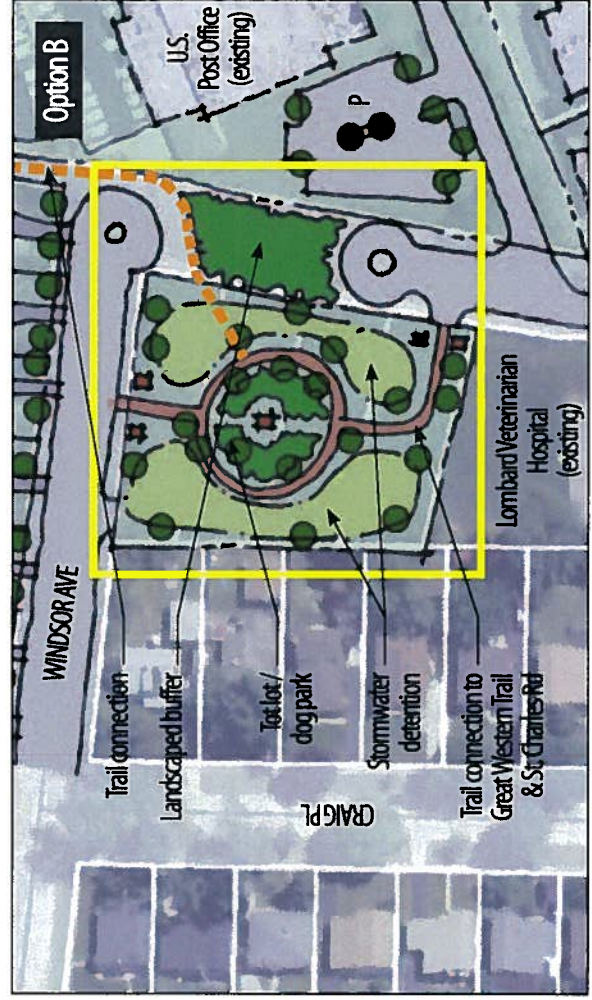 Option B
U.S.
Post Office
(existing)
P
WINDSOR AVE
Trail connection
Landscaped buffer
Tot lot /
dog park
Stormwater
detention
Trail connection to
Great Western Trail
& St. Charles Rd
CRAIG PL
Lombard Veterinarian
Hospital
(existing)